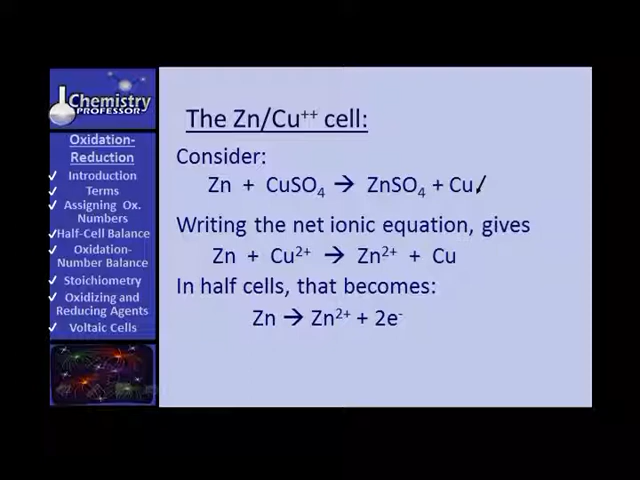 Chemistry
PROFESSOR
Oxidation-
Reduction
✓ Introduction
✓ Terms
✓ Assigning Ox.
Numbers
✓ Half-Cell Balance
✓ Oxidation-
Number Balance
✓ Stoichiometry
✓ Oxidizing and
Reducing Agents
✓ Voltaic Cells
The Zn/Cu⁺⁺ cell:
Consider:
Zn + CuSO₄ → ZnSO₄ + Cu
Writing the net ionic equation, gives
Zn + Cu²⁺ → Zn²⁺ + Cu
In half cells, that becomes:
Zn → Zn²⁺ + 2e⁻